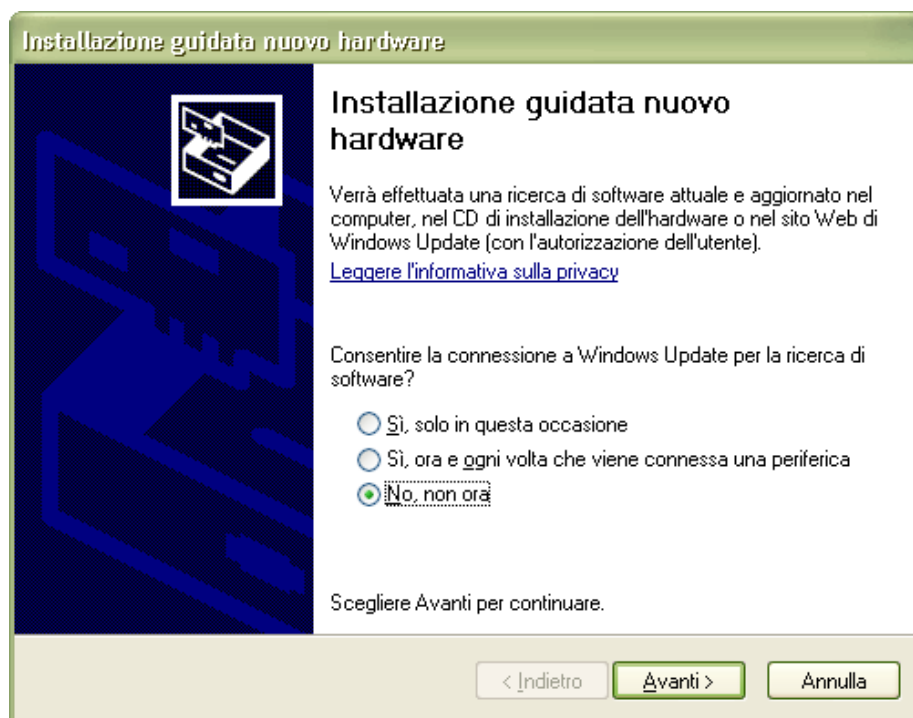 Installazione guidata nuovo hardware
Installazione guidata nuovo
hardware
Verrà effettuata una ricerca di software attuale e aggiornato nel
computer, nel CD di installazione dell'hardware o nel sito Web di
Windows Update (con l'autorizzazione dell'utente).
Leggere l'informativa sulla privacy
Consentire la connessione a Windows Update per la ricerca di
software?
Sì, solo in questa occasione
Sì, ora e ogni volta che viene connessa una periferica
No, non ora
Scegliere Avanti per continuare.
< Indietro Avanti > Annulla